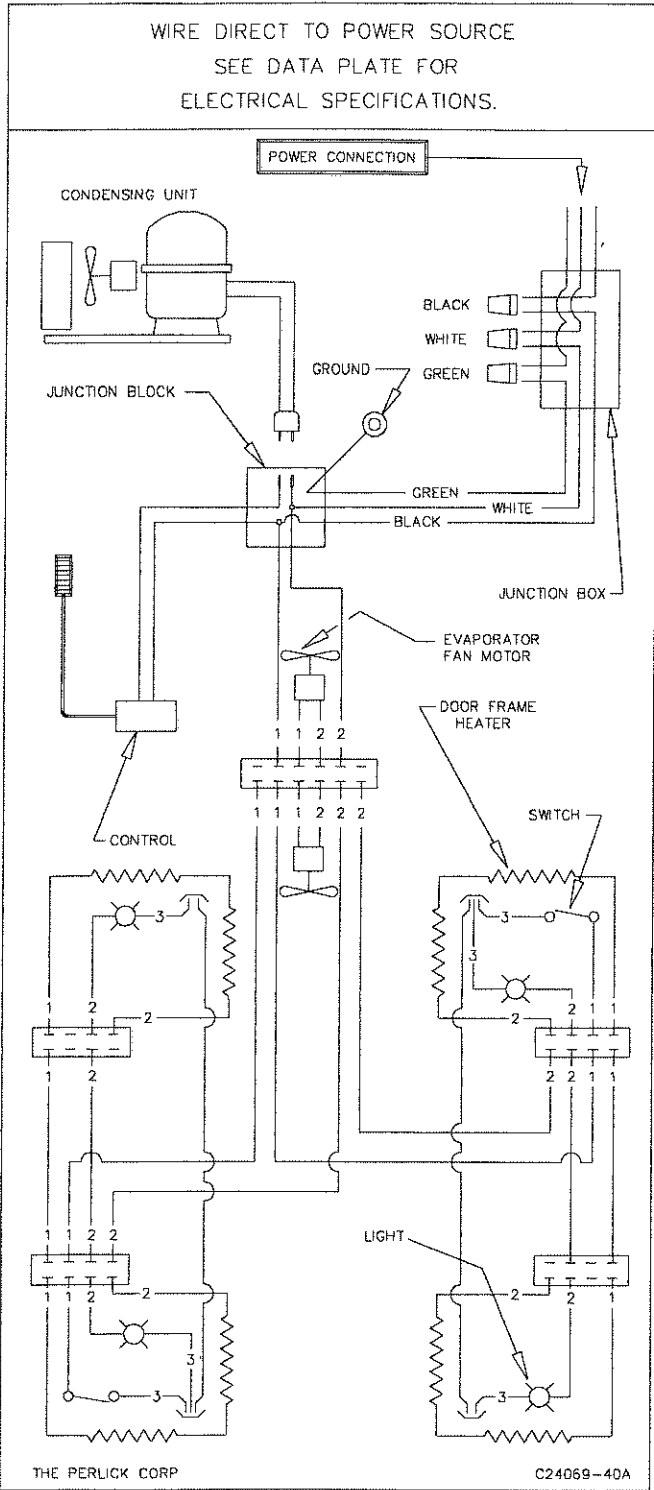 WIRE DIRECT TO POWER SOURCE
SEE DATA PLATE FOR
ELECTRICAL SPECIFICATIONS.
POWER CONNECTION
CONDENSING UNIT
BLACK
WHITE
GREEN
GROUND
JUNCTION BLOCK
GREEN
WHITE
BLACK
JUNCTION BOX
EVAPORATOR
FAN MOTOR
DOOR FRAME
HEATER
1 1 2 2
1 1 1 2 2 2
SWITCH
CONTROL
3
3
3
1 2
2
1 2
2
2 1 1
2 2 1 1
LIGHT
1 1 2 2
1 1 2
2
2
2 1
3
3
3
THE PERLICK CORP
C24069-40A